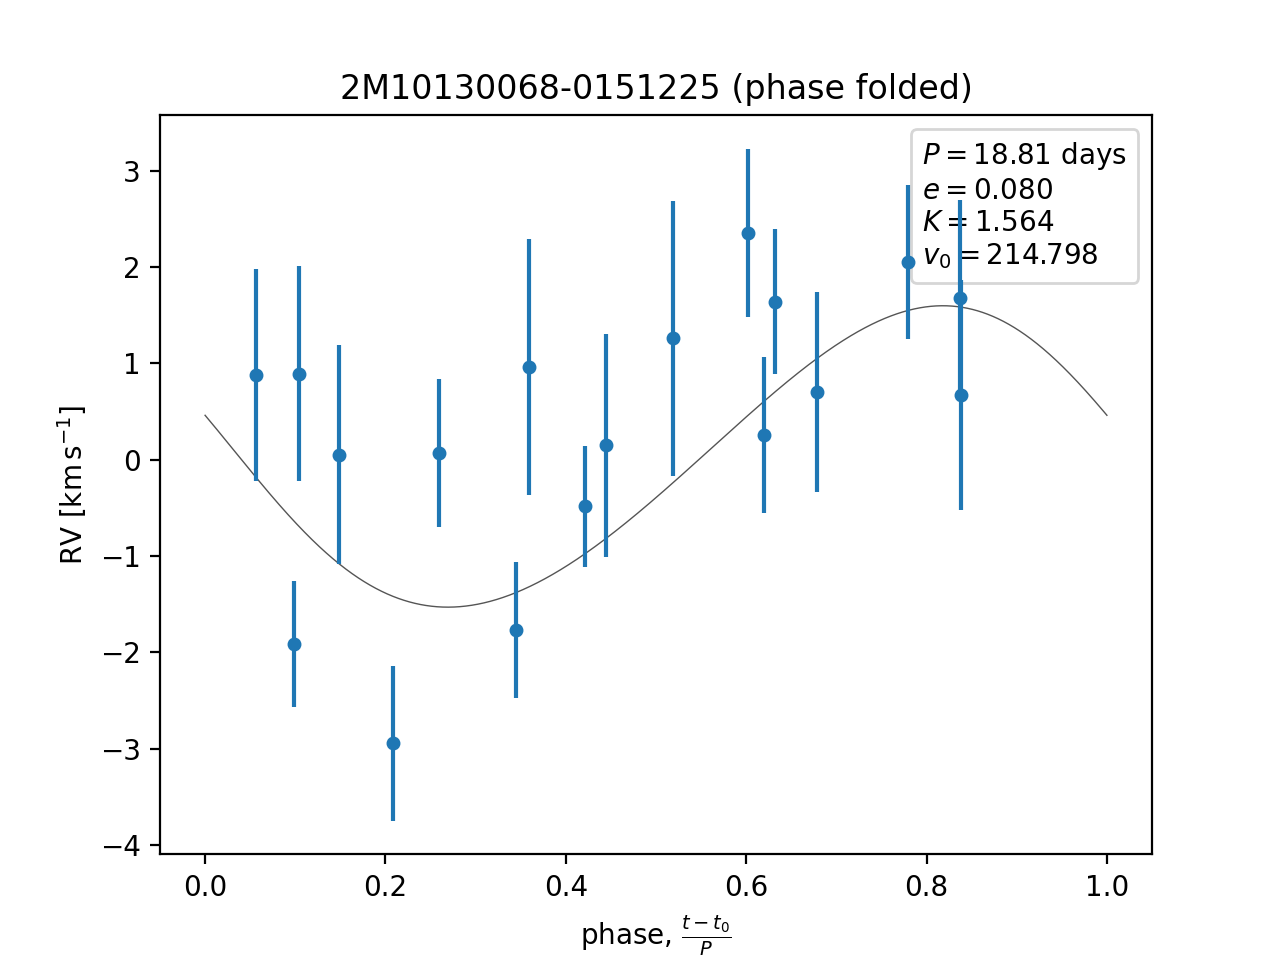 2M10130068-0151225 (phase folded)
P = 18.81 days
e = 0.080
K = 1.564
v₀ = 214.798
3
2
1
0
−1
−2
−3
−4
RV [km s⁻¹]
0.0 0.2 0.4 0.6 0.8 1.0
phase, (t − t₀)/P